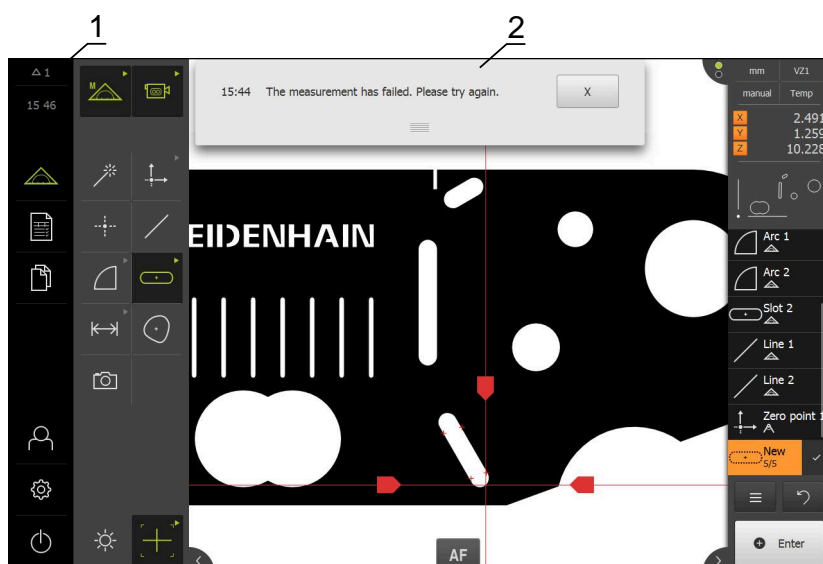 1
2
1
15 46
M
15:44 The measurement has failed. Please try again. X
mm VZ1
manual Temp
X 2.491
Y 1.259
Z 10.228
EIDENHAIN
Arc 1
Arc 2
Slot 2
Line 1
Line 2
Zero point 1
New
5/5
AF
Enter